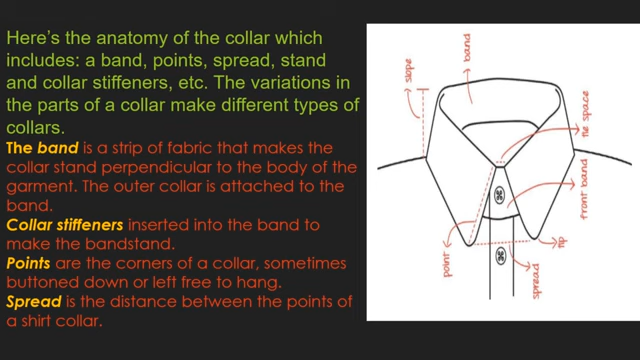 Here's the anatomy of the collar which
includes: a band, points, spread, stand
and collar stiffeners, etc. The variations in
the parts of a collar make different types of
collars.
The band is a strip of fabric that makes the
collar stand perpendicular to the body of the
garment. The outer collar is attached to the
band.
Collar stiffeners inserted into the band to
make the bandstand.
Points are the corners of a collar, sometimes
buttoned down or left free to hang.
Spread is the distance between the points of
a shirt collar.
slope
band
tie space
front band
point
spread
tip